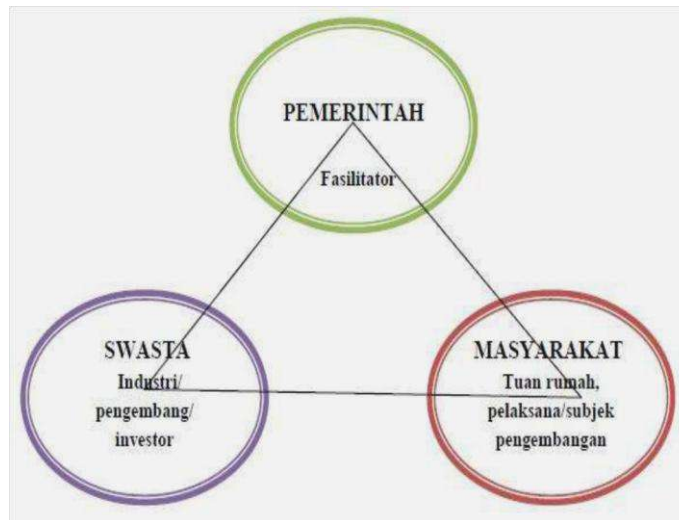 PEMERINTAH
Fasilitator
SWASTA
Industri/
pengembang/
investor
MASYARAKAT
Tuan rumah,
pelaksana/subjek
pengembangan